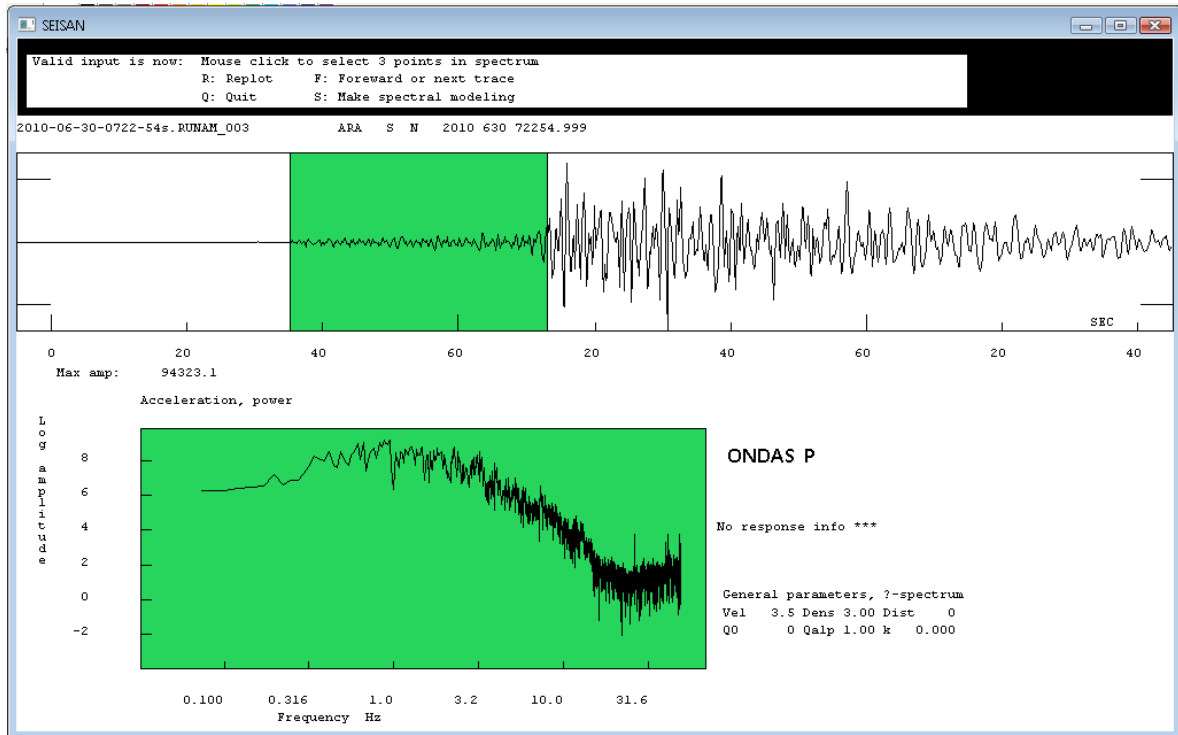 SEISAN
Valid input is now:  Mouse click to select 3 points in spectrum
R: Replot     F: Foreward or next trace
Q: Quit       S: Make spectral modeling
2010-06-30-0722-54s.RUNAM_003     ARA  S  N   2010 630 72254.999
SEC
0 20 40 60 20 40 60 20 40
Max amp:     94323.1
Acceleration, power
Log amplitude
8
6
4
2
0
-2
0.100 0.316 1.0 3.2 10.0 31.6
Frequency  Hz
ONDAS P
No response info ***
General parameters, ?-spectrum
Vel   3.5 Dens 3.00 Dist    0
Q0      0 Qalp 1.00 k   0.000